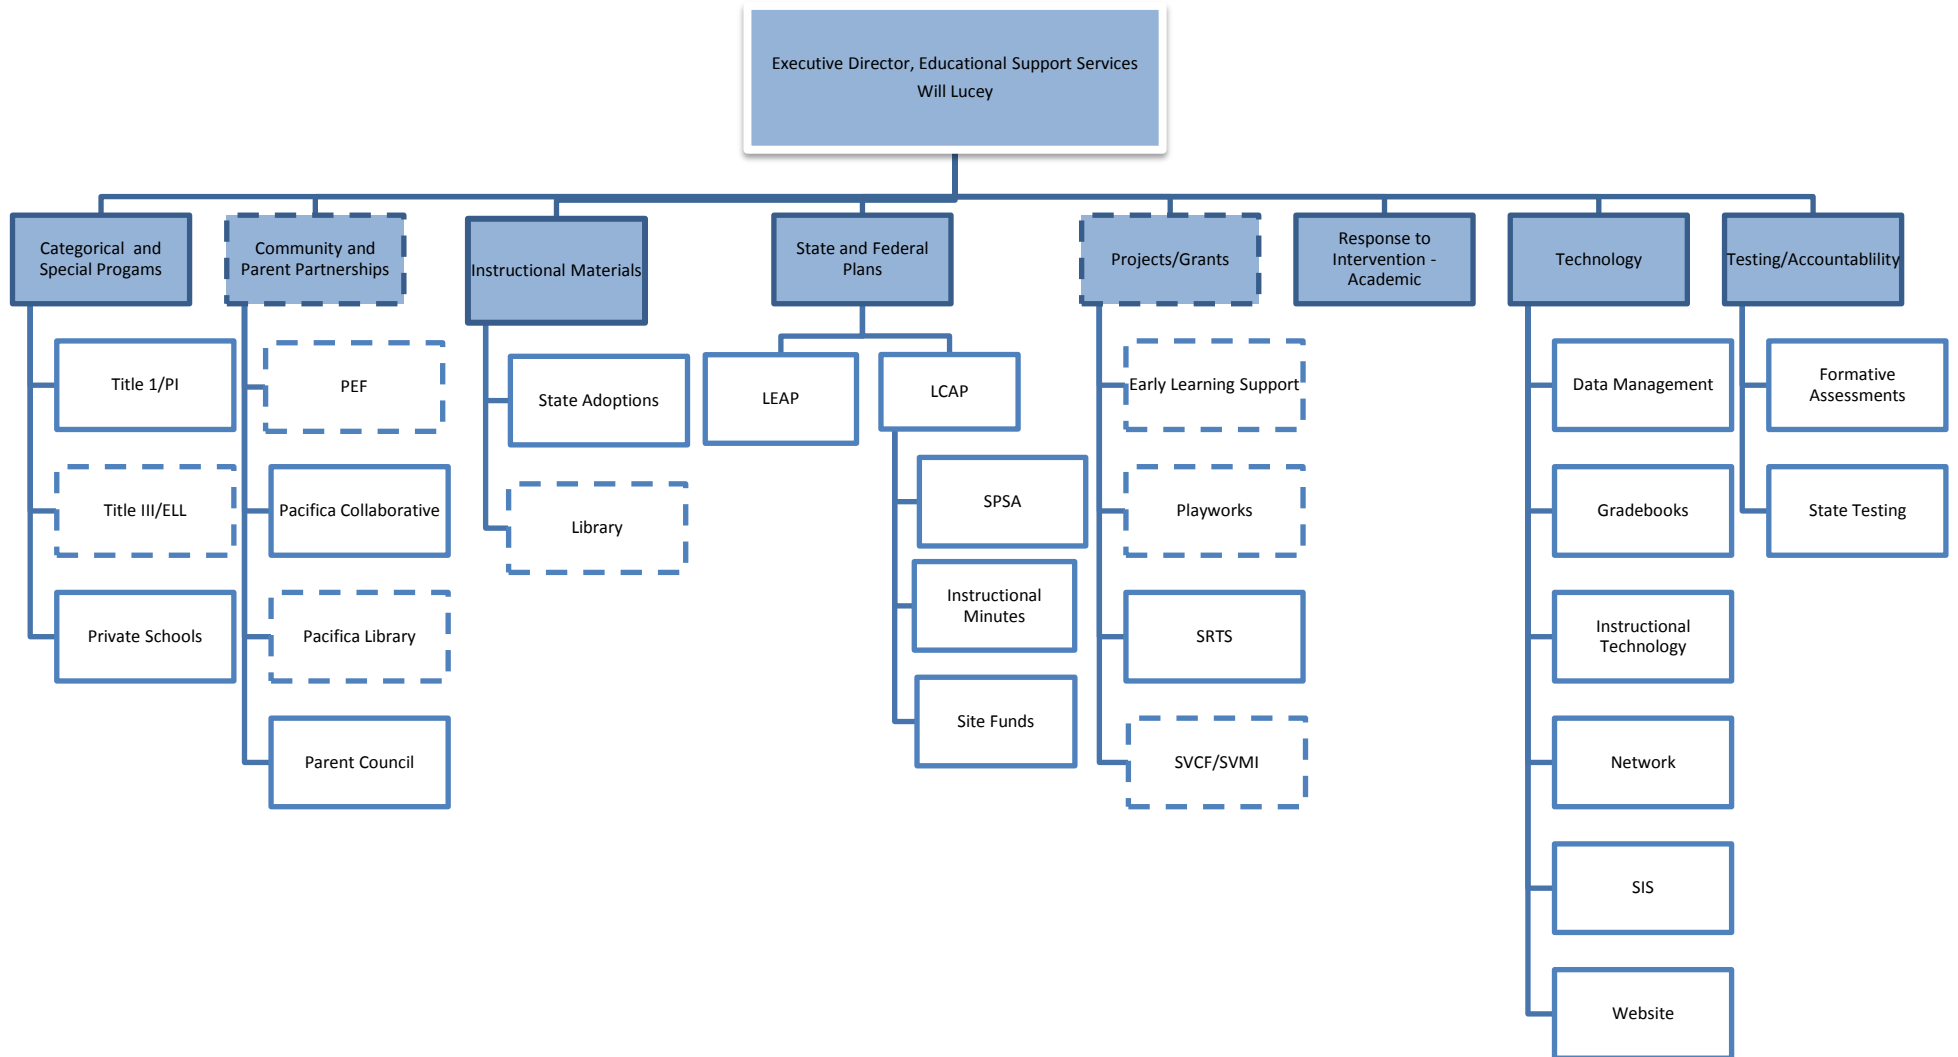 Executive Director, Educational Support Services
Will Lucey
Categorical and
Special Progams
Community and
Parent Partnerships
Instructional Materials
State and Federal
Plans
Projects/Grants
Response to
Intervention -
Academic
Technology
Testing/Accountablility
Title 1/PI
Title III/ELL
Private Schools
PEF
Pacifica Collaborative
Pacifica Library
Parent Council
State Adoptions
Library
LEAP
LCAP
SPSA
Instructional
Minutes
Site Funds
Early Learning Support
Playworks
SRTS
SVCF/SVMI
Data Management
Gradebooks
Instructional
Technology
Network
SIS
Website
Formative
Assessments
State Testing